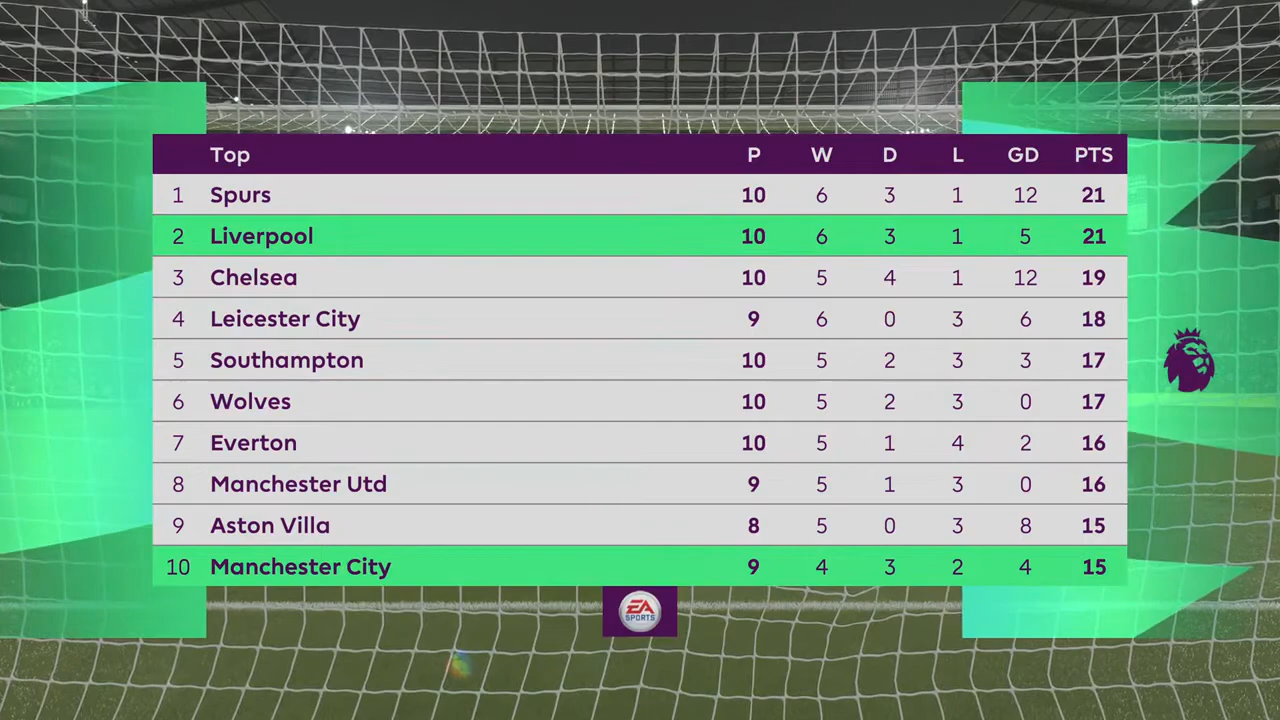 Top P W D L GD PTS
1 Spurs 10 6 3 1 12 21
2 Liverpool 10 6 3 1 5 21
3 Chelsea 10 5 4 1 12 19
4 Leicester City 9 6 0 3 6 18
5 Southampton 10 5 2 3 3 17
6 Wolves 10 5 2 3 0 17
7 Everton 10 5 1 4 2 16
8 Manchester Utd 9 5 1 3 0 16
9 Aston Villa 8 5 0 3 8 15
10 Manchester City 9 4 3 2 4 15
EA
SPORTS